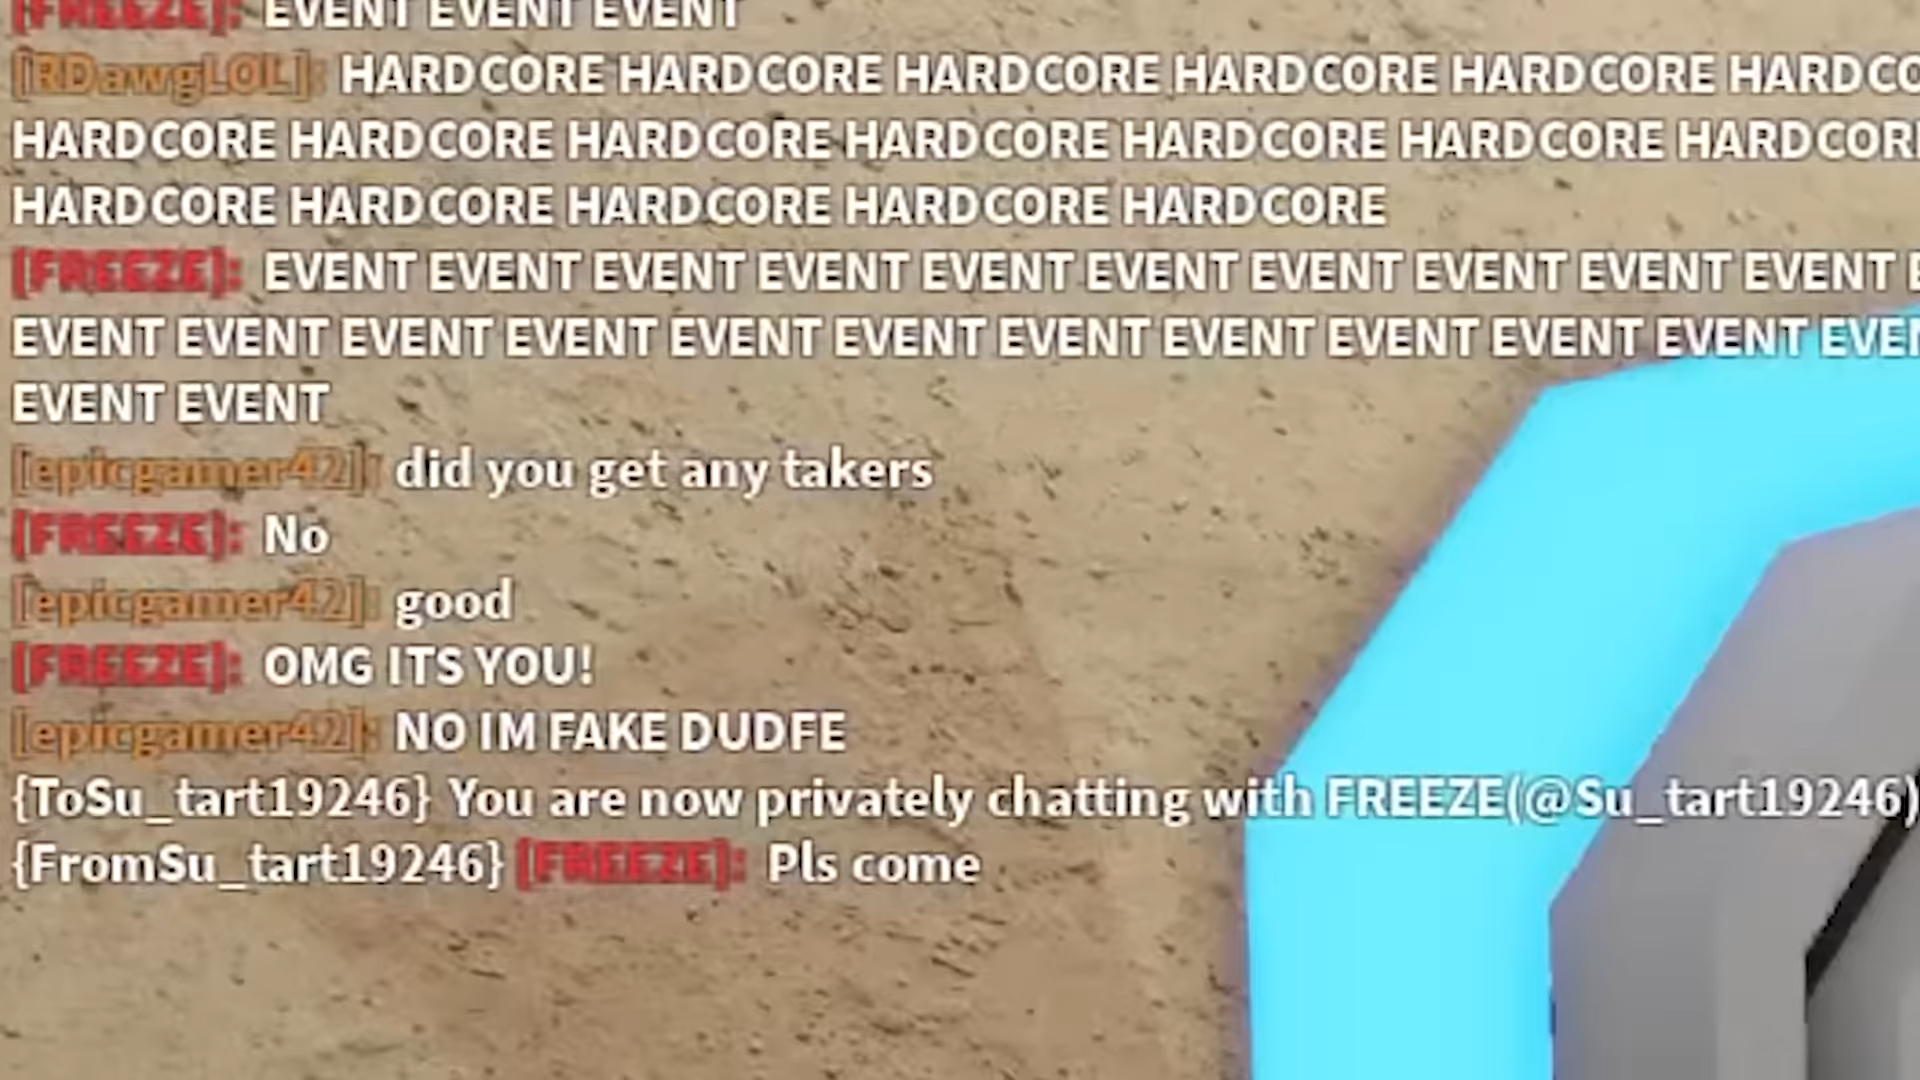 [FREEZE]: EVENT EVENT EVENT
[RDawgLOL]: HARDCORE HARDCORE HARDCORE HARDCORE HARDCORE HARDCO
HARDCORE HARDCORE HARDCORE HARDCORE HARDCORE HARDCORE HARDCORE
HARDCORE HARDCORE HARDCORE HARDCORE HARDCORE
[FREEZE]: EVENT EVENT EVENT EVENT EVENT EVENT EVENT EVENT EVENT EVENT E
EVENT EVENT EVENT EVENT EVENT EVENT EVENT EVENT EVENT EVENT EVENT EVEN
EVENT EVENT
[epicgamer42]: did you get any takers
[FREEZE]: No
[epicgamer42]: good
[FREEZE]: OMG ITS YOU!
[epicgamer42]: NO IM FAKE DUDFE
{ToSu_tart19246} You are now privately chatting with FREEZE(@Su_tart19246)
{FromSu_tart19246} [FREEZE]: Pls come